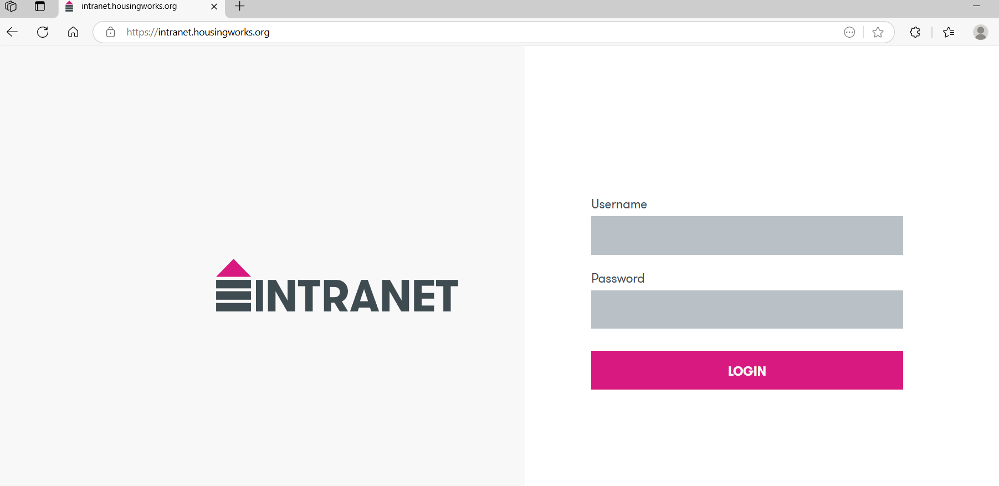 intranet.housingworks.org
https://intranet.housingworks.org
INTRANET
Username
Password
LOGIN